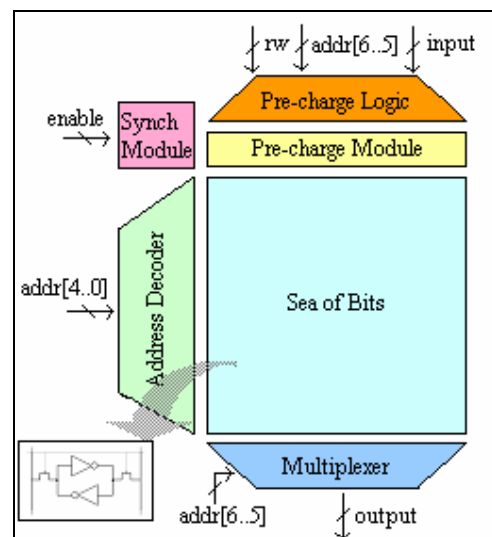 rw addr[6..5] input
Pre-charge Logic
enable
Synch
Module
Pre-charge Module
addr[4..0]
Address Decoder
Sea of Bits
Multiplexer
addr[6..5]
output